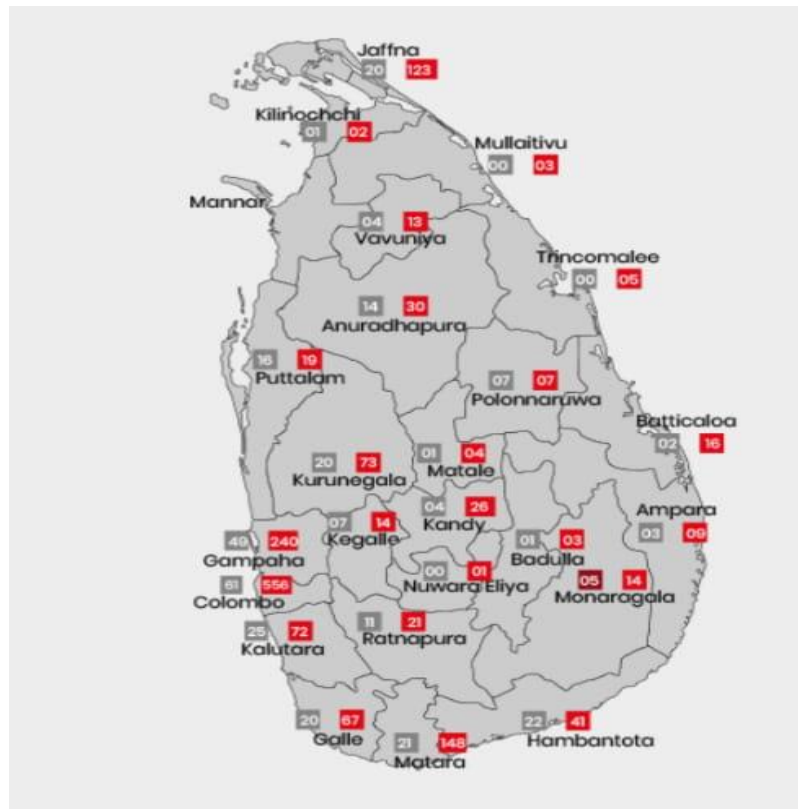 Jaffna
20 123
Kilinochchi
01 02
Mullaitivu
00 03
Mannar
04 13
Vavuniya
Trincomalee
00 05
14 30
Anuradhapura
16 19
Puttalam
07 07
Polonnaruwa
Batticaloa
02 16
20 73
Kurunegala
01 04
Matale
04 26
Kandy
Ampara
03 09
07 14
Kegalle
01 03
Badulla
49 240
Gampaha
00 01
Nuwara Eliya
05 14
Monaragala
61 556
Colombo
25 72
Kalutara
11 21
Ratnapura
20 67
Galle
21 148
Matara
22 41
Hambantota